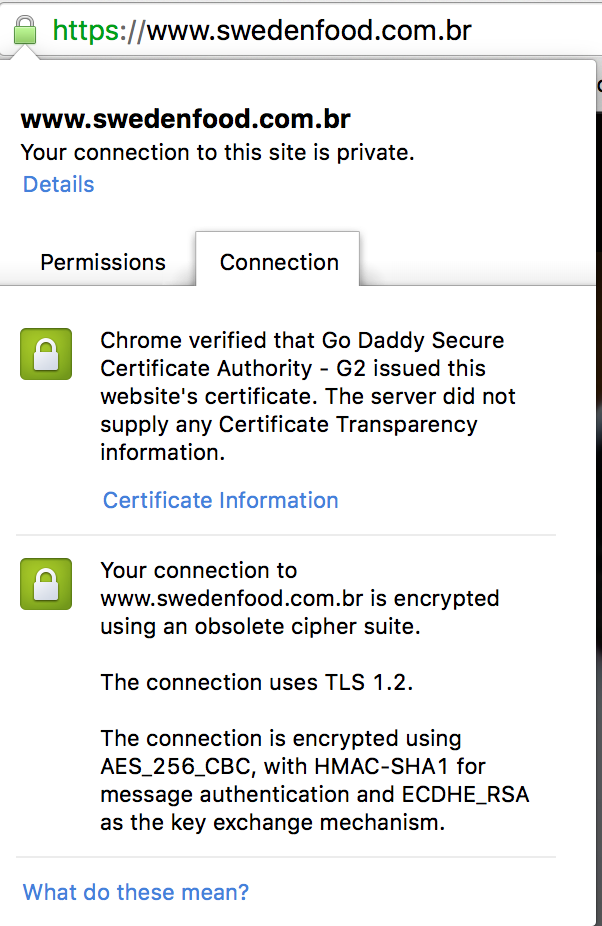 https://www.swedenfood.com.br
www.swedenfood.com.br
Your connection to this site is private.
Details
Permissions
Connection
Chrome verified that Go Daddy Secure
Certificate Authority - G2 issued this
website's certificate. The server did not
supply any Certificate Transparency
information.
Certificate Information
Your connection to
www.swedenfood.com.br is encrypted
using an obsolete cipher suite.
The connection uses TLS 1.2.
The connection is encrypted using
AES_256_CBC, with HMAC-SHA1 for
message authentication and ECDHE_RSA
as the key exchange mechanism.
What do these mean?